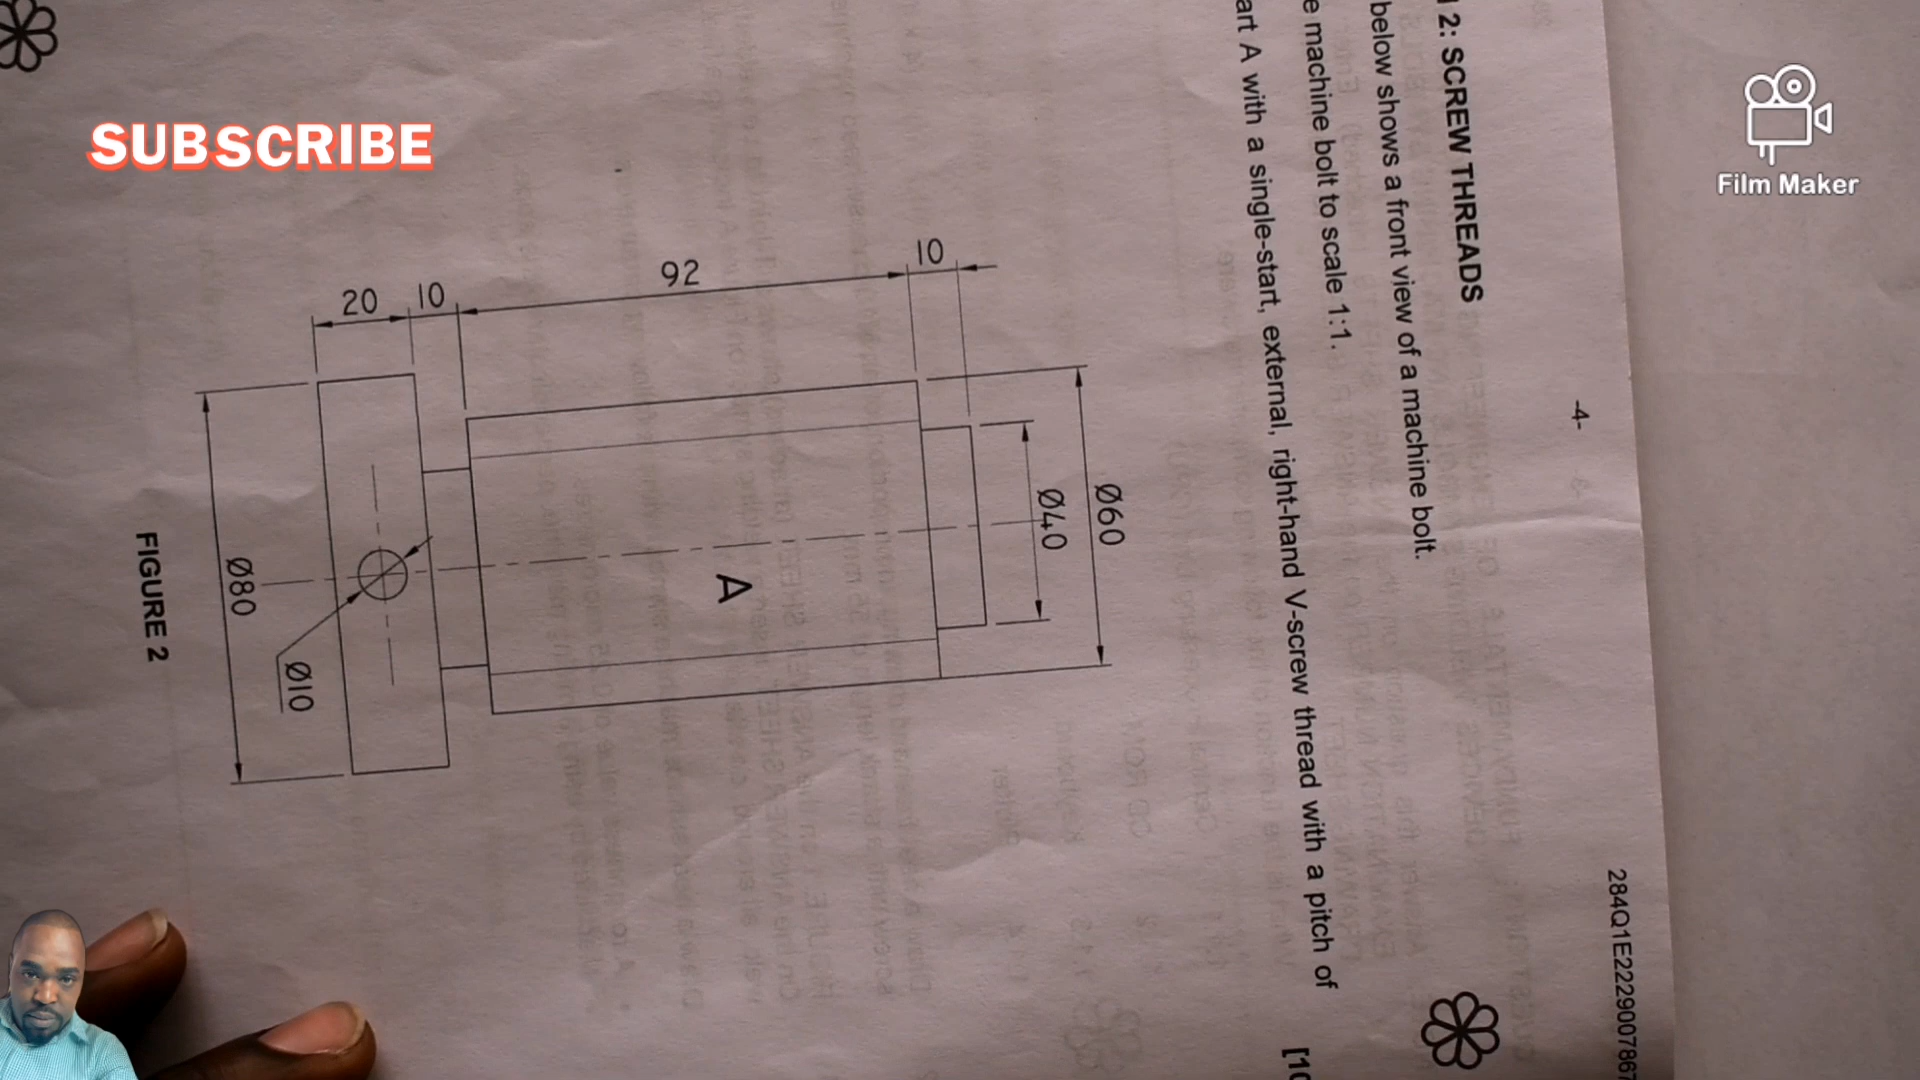 SUBSCRIBE
Film Maker
284Q1E2229007867
-4-
2: SCREW THREADS
below shows a front view of a machine bolt.
e machine bolt to scale 1:1.
art A with a single-start, external, right-hand V-screw thread with a pitch of
[10
Ø60
Ø40
10
92
10
20
A
Ø10
Ø80
FIGURE 2